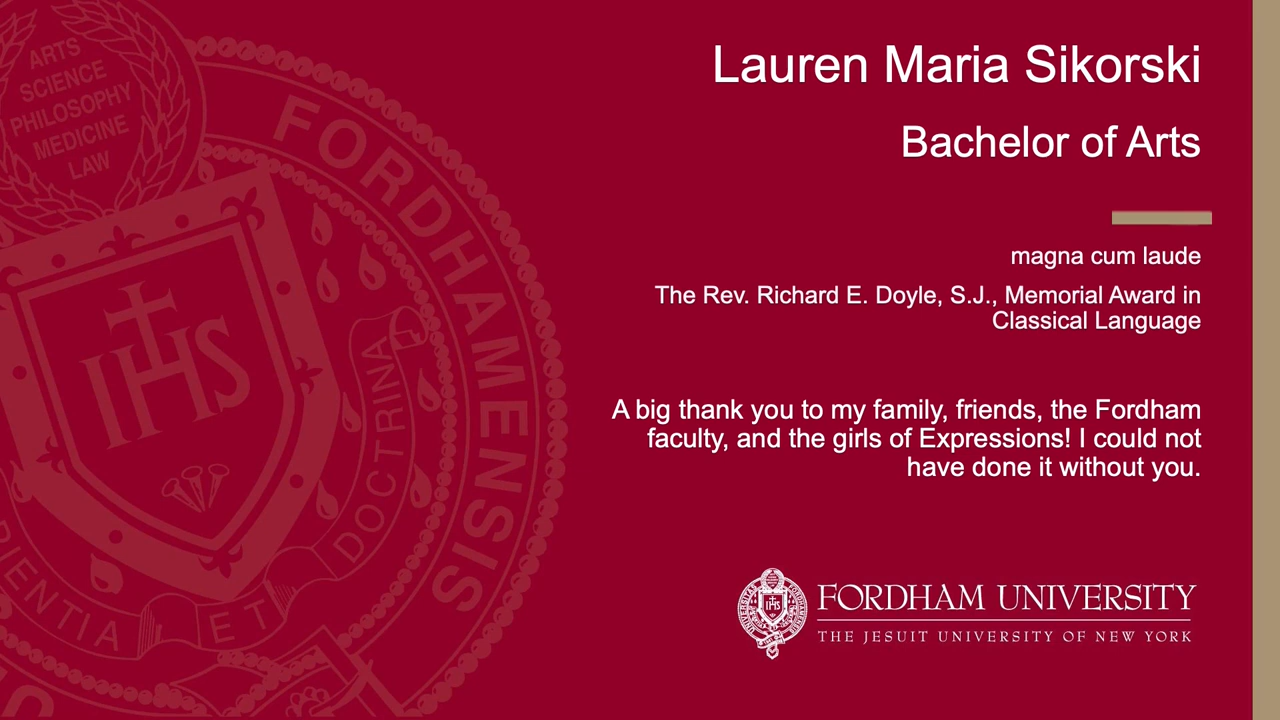 Lauren Maria Sikorski
Bachelor of Arts
magna cum laude
The Rev. Richard E. Doyle, S.J., Memorial Award in
Classical Language
A big thank you to my family, friends, the Fordham
faculty, and the girls of Expressions! I could not
have done it without you.
FORDHAM UNIVERSITY
THE JESUIT UNIVERSITY OF NEW YORK
ARTS
SCIENCE
PHILOSOPHY
MEDICINE
LAW
FORDHAMENSIS
IHS
ET
DOCTRINA
IHS